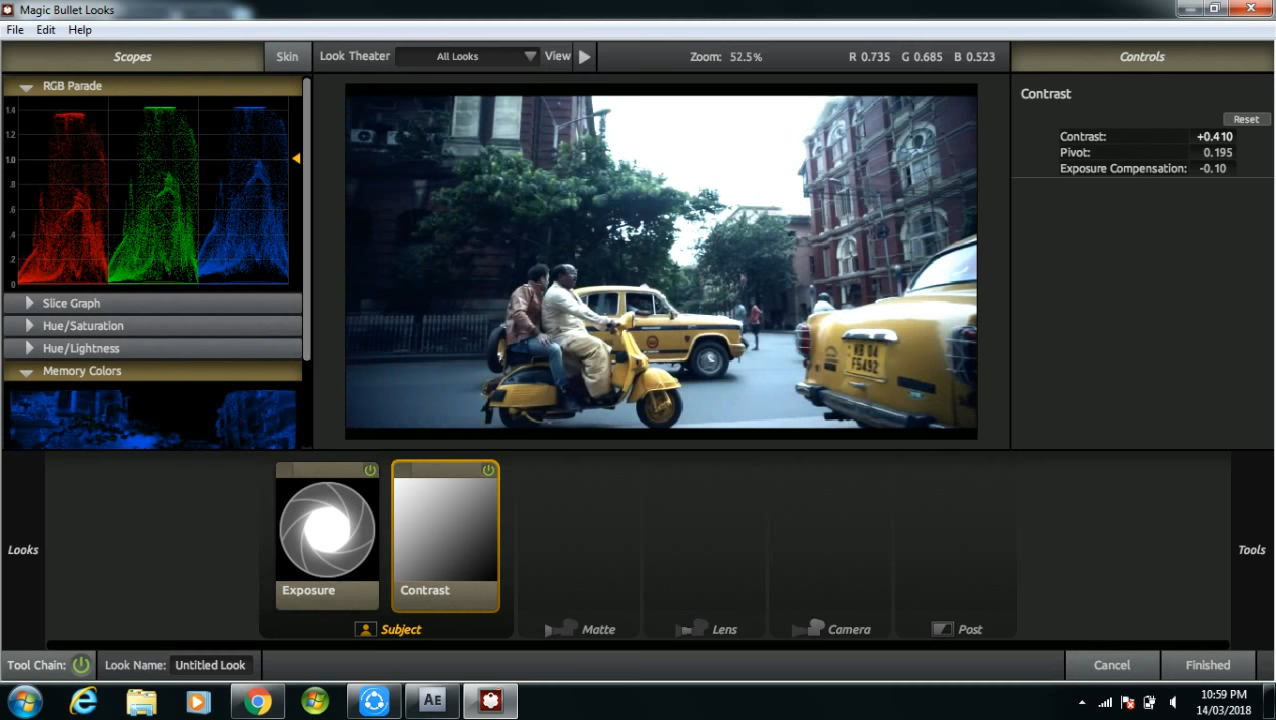 Magic Bullet Looks
File Edit Help
Scopes Skin Look Theater All Looks View Zoom: 52.5% R 0.735 G 0.685 B 0.523 Controls
RGB Parade
1.4
1.2
1.0
.8
.6
.4
.2
0
Contrast
Reset
Contrast: +0.410
Pivot: 0.195
Exposure Compensation: -0.10
Slice Graph
Hue/Saturation
Hue/Lightness
Memory Colors
WB 04
F5492
Looks
Exposure
Contrast
Tools
Subject Matte Lens Camera Post
Tool Chain: Look Name: Untitled Look Cancel Finished
AE
10:59 PM
14/03/2018